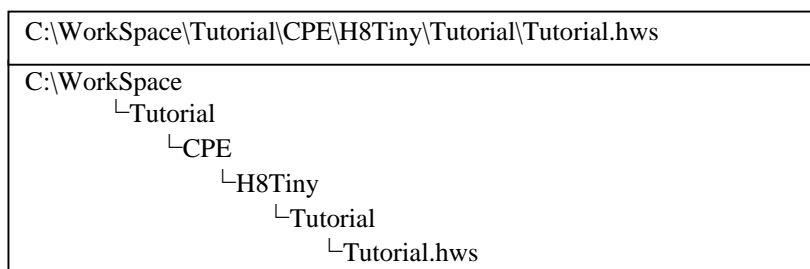 C:\WorkSpace\Tutorial\CPE\H8Tiny\Tutorial\Tutorial.hws
C:\WorkSpace
└Tutorial
└CPE
└H8Tiny
└Tutorial
└Tutorial.hws